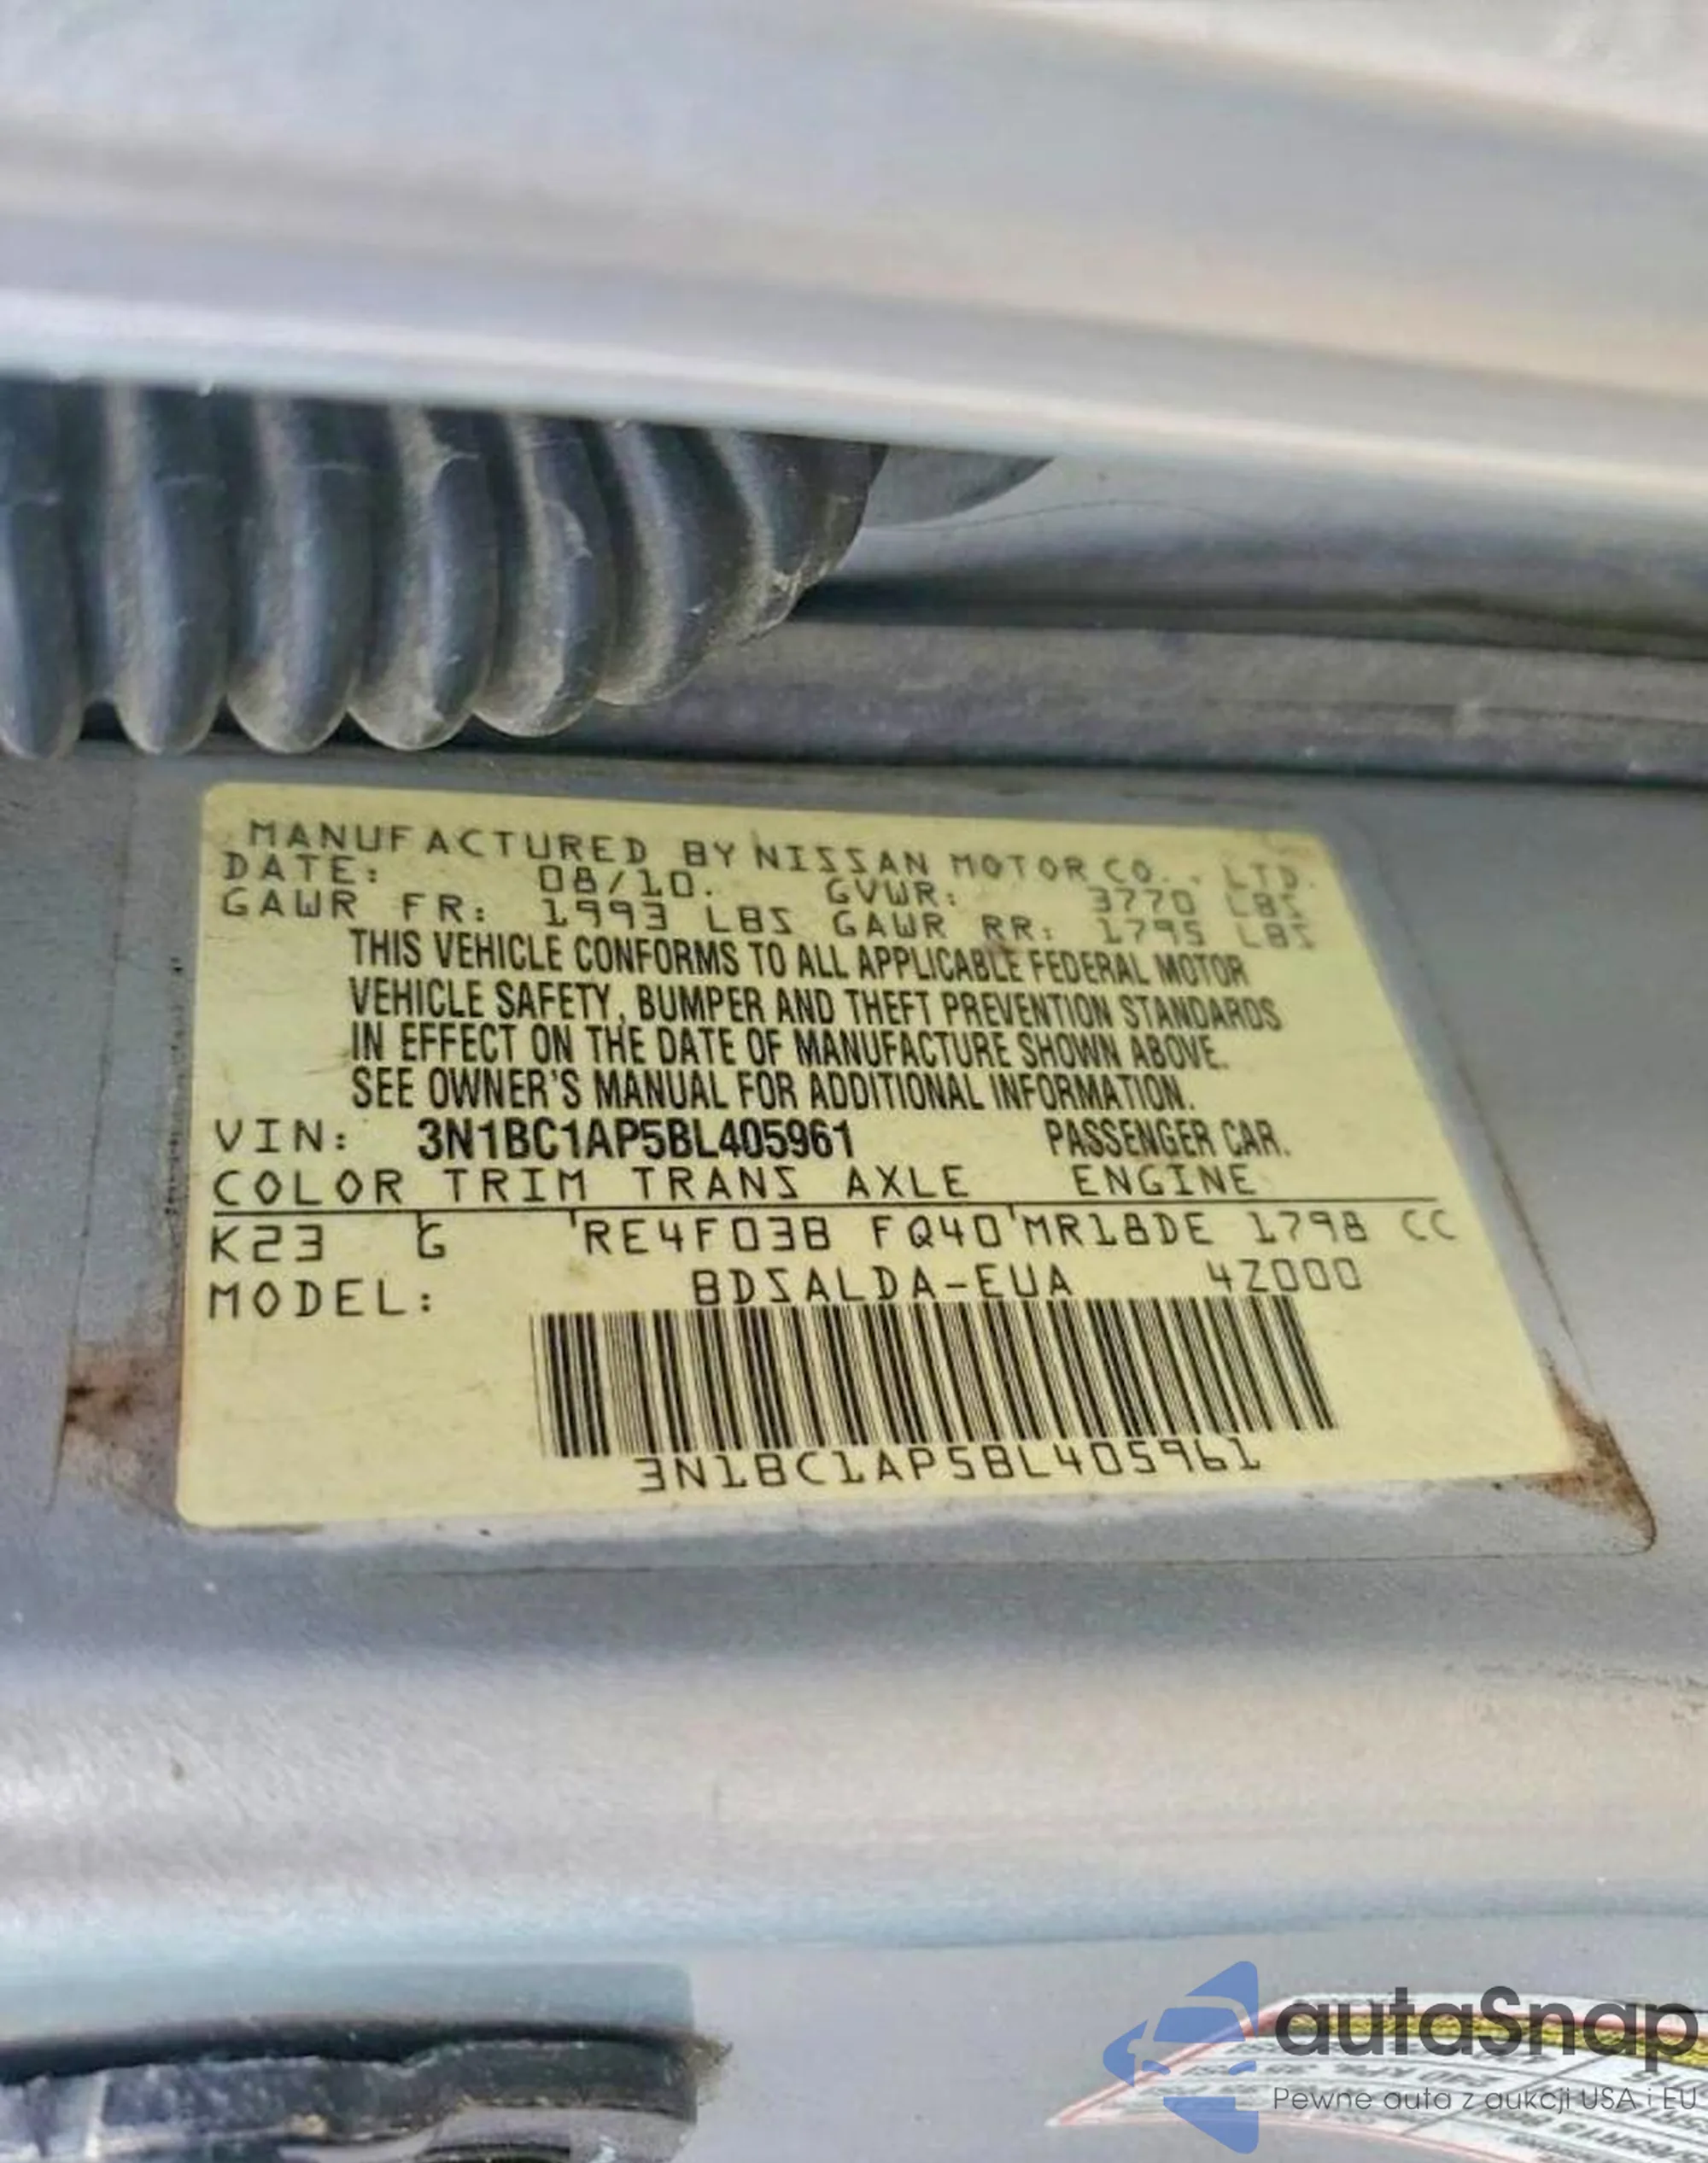 MANUFACTURED BY NISSAN MOTOR CO., LTD.
DATE: 08/10. GVWR: 3770 LBS
GAWR FR: 1993 LBS GAWR RR: 1795 LBS
THIS VEHICLE CONFORMS TO ALL APPLICABLE FEDERAL MOTOR
VEHICLE SAFETY, BUMPER AND THEFT PREVENTION STANDARDS
IN EFFECT ON THE DATE OF MANUFACTURE SHOWN ABOVE.
SEE OWNER'S MANUAL FOR ADDITIONAL INFORMATION.
VIN: 3N1BC1AP5BL405961 PASSENGER CAR.
COLOR TRIM TRANS AXLE ENGINE
K23 G RE4F03B FQ40 MR18DE 1798 CC
MODEL: BDSALDA-EUA 4Z000
3N1BC1AP5BL405961
autaSnap
Pewne auta z aukcji USA i EU